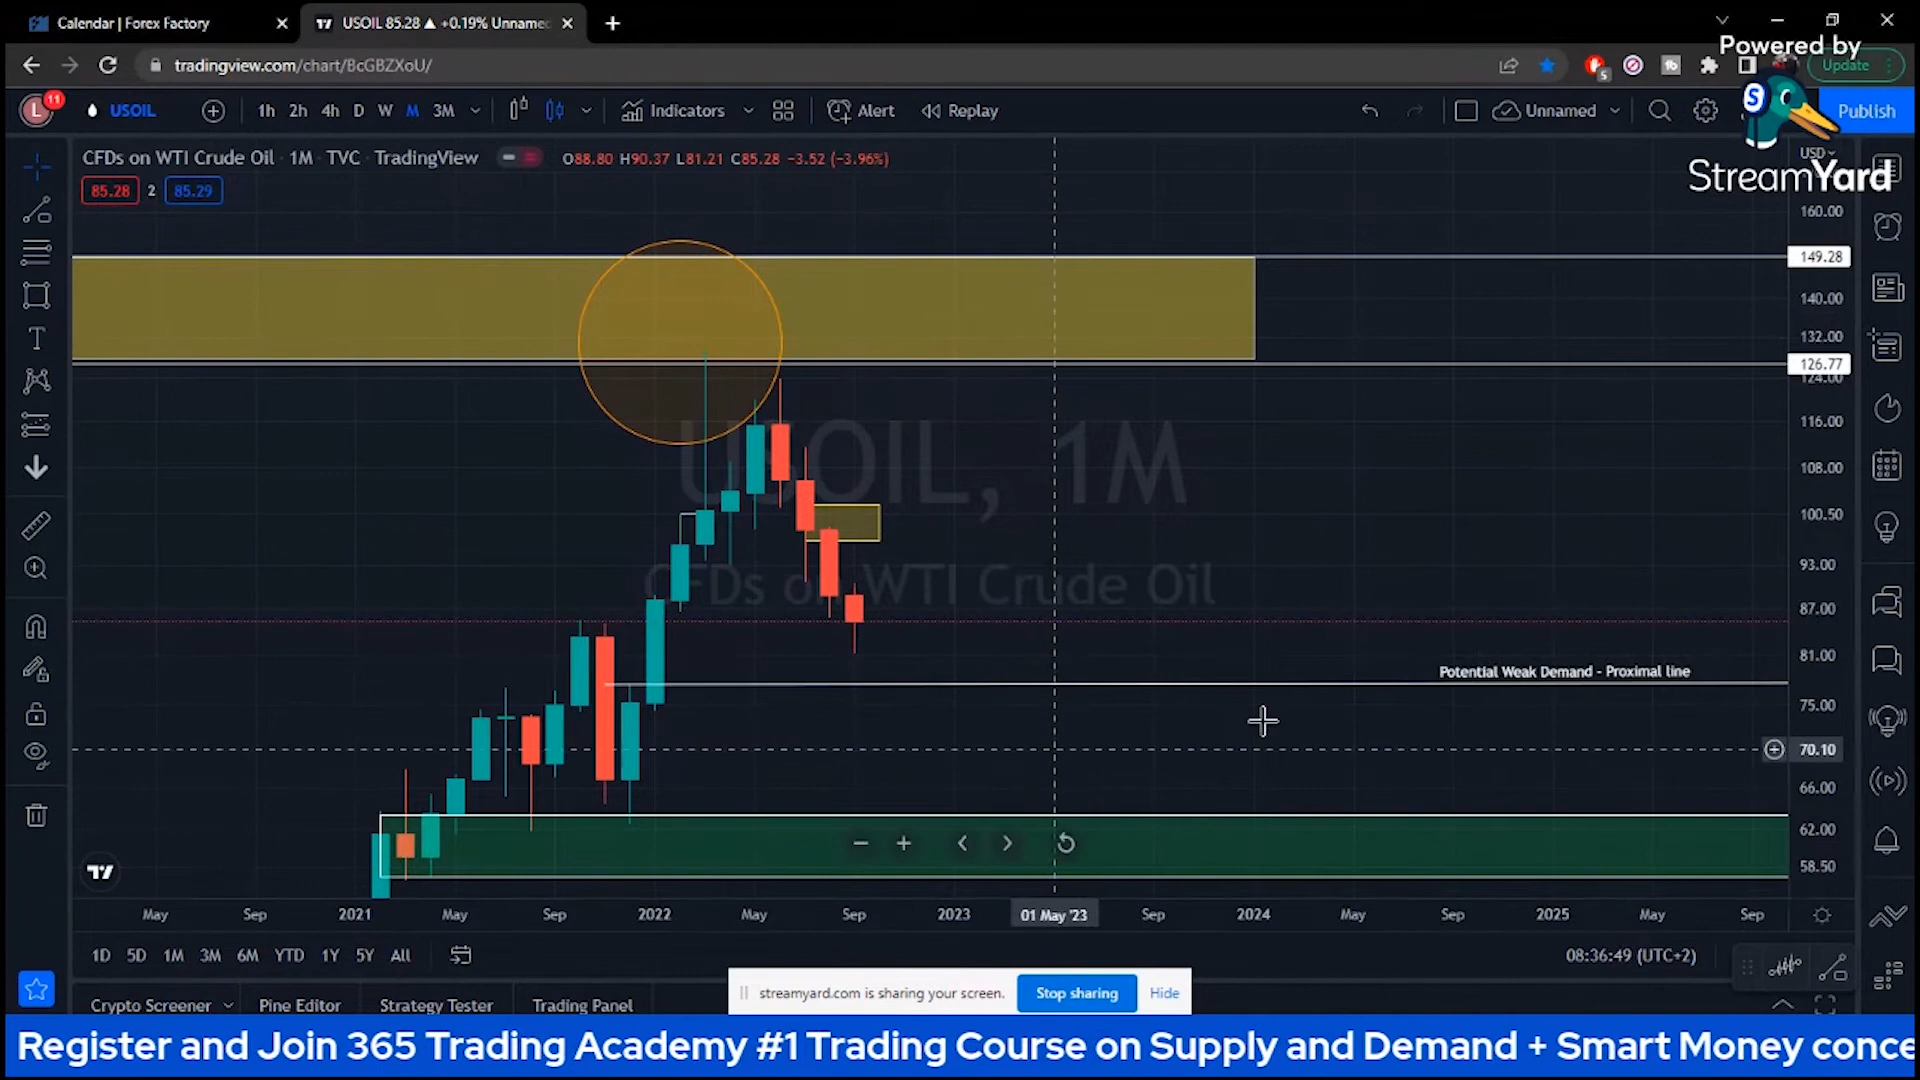 Calendar | Forex Factory
USOIL 85.28 ▲ +0.19% Unname
Powered by
tradingview.com/chart/BcGBZXoU/
5
Update
L
11
USOIL
1h 2h 4h D W M 3M
Indicators
Alert
Replay
Unnamed
Publish
S
StreamYard
CFDs on WTI Crude Oil · 1M · TVC · TradingView
O88.80 H90.37 L81.21 C85.28 −3.52 (−3.96%)
USD
85.28 2 85.29
160.00
149.28
140.00
132.00
126.77
124.00
116.00
108.00
100.50
93.00
87.00
81.00
75.00
70.10
66.00
62.00
58.50
USOIL, 1M
CFDs on WTI Crude Oil
Potential Weak Demand - Proximal line
May Sep 2021 May Sep 2022 May Sep 2023 01 May '23 Sep 2024 May Sep 2025 May Sep
1D 5D 1M 3M 6M YTD 1Y 5Y All
08:36:49 (UTC+2)
streamyard.com is sharing your screen. Stop sharing Hide
Crypto Screener Pine Editor Strategy Tester Trading Panel
Register and Join 365 Trading Academy #1 Trading Course on Supply and Demand + Smart Money conce